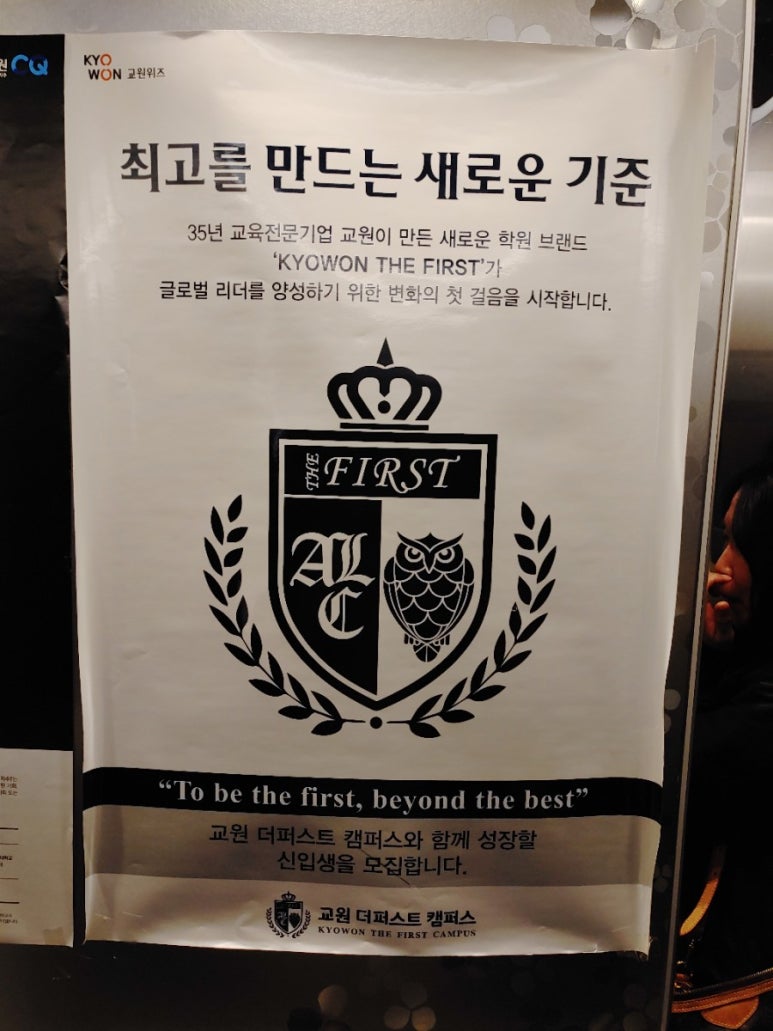 원 CQ
KYO
WON 교원위즈
최고를 만드는 새로운 기준
35년 교육전문기업 교원이 만든 새로운 학원 브랜드
‘KYOWON THE FIRST’가
글로벌 리더를 양성하기 위한 변화의 첫 걸음을 시작합니다.
THE FIRST
AL
C
“To be the first, beyond the best”
교원 더퍼스트 캠퍼스와 함께 성장할
신입생을 모집합니다.
교원 더퍼스트 캠퍼스
KYOWON THE FIRST CAMPUS